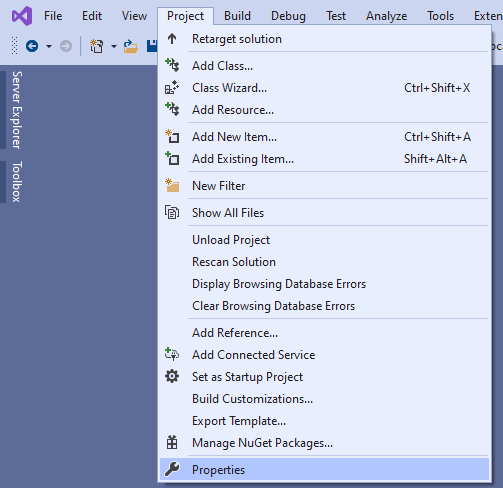 File Edit View Project Build Debug Test Analyze Tools Exten
Retarget solution
Add Class...
Class Wizard... Ctrl+Shift+X
Add Resource...
Add New Item... Ctrl+Shift+A
Add Existing Item... Shift+Alt+A
New Filter
Show All Files
Unload Project
Rescan Solution
Display Browsing Database Errors
Clear Browsing Database Errors
Add Reference...
Add Connected Service
Set as Startup Project
Build Customizations...
Export Template...
Manage NuGet Packages...
Properties
Server Explorer
Toolbox